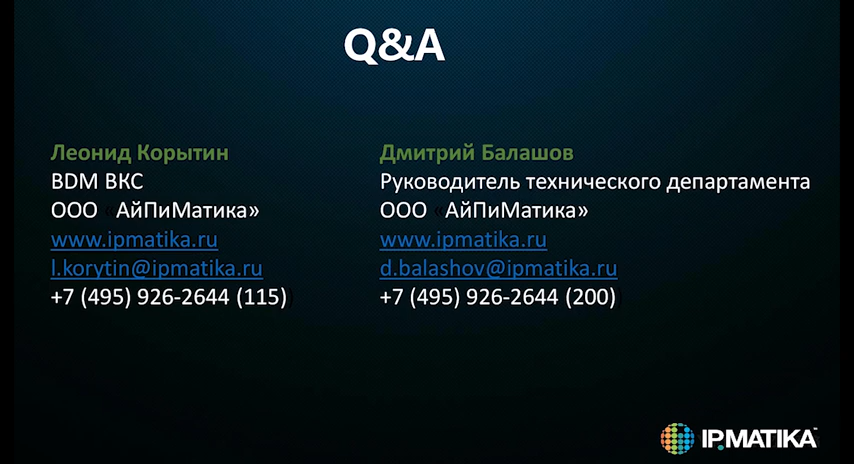 Q&A
Леонид Корытин
BDM ВКС
ООО «АйПиМатика»
www.ipmatika.ru
l.korytin@ipmatika.ru
+7 (495) 926-2644 (115)
Дмитрий Балашов
Руководитель технического департамента
ООО «АйПиМатика»
www.ipmatika.ru
d.balashov@ipmatika.ru
+7 (495) 926-2644 (200)
IPMATIKA™